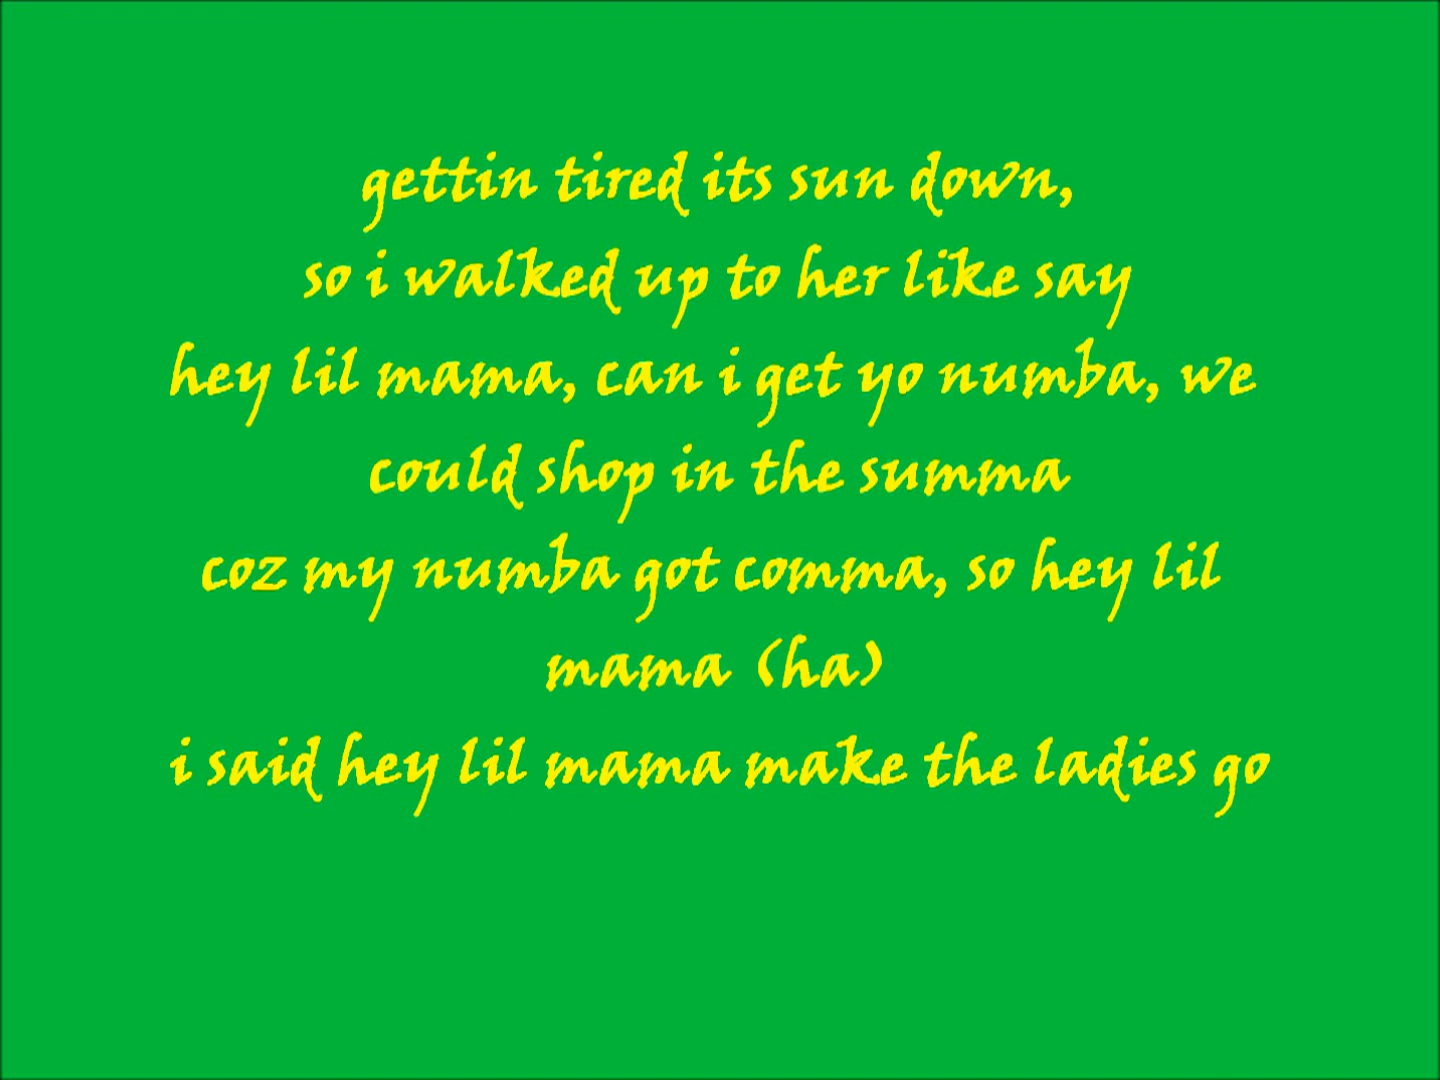 gettin tired its sun down,
so i walked up to her like say
hey lil mama, can i get yo numba, we
could shop in the summa
coz my numba got comma, so hey lil
mama (ha)
i said hey lil mama make the ladies go